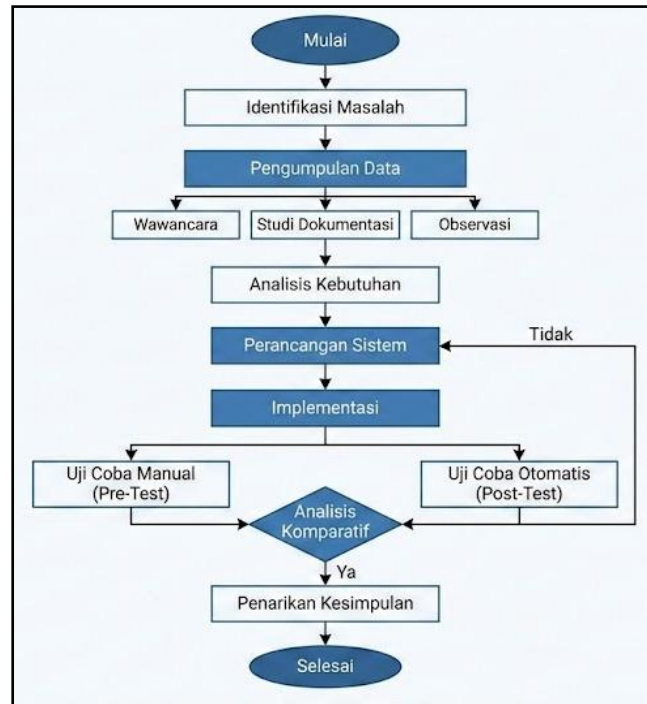 Mulai
Identifikasi Masalah
Pengumpulan Data
Wawancara
Studi Dokumentasi
Observasi
Analisis Kebutuhan
Perancangan Sistem
Tidak
Implementasi
Uji Coba Manual
(Pre-Test)
Uji Coba Otomatis
(Post-Test)
Analisis
Komparatif
Ya
Penarikan Kesimpulan
Selesai